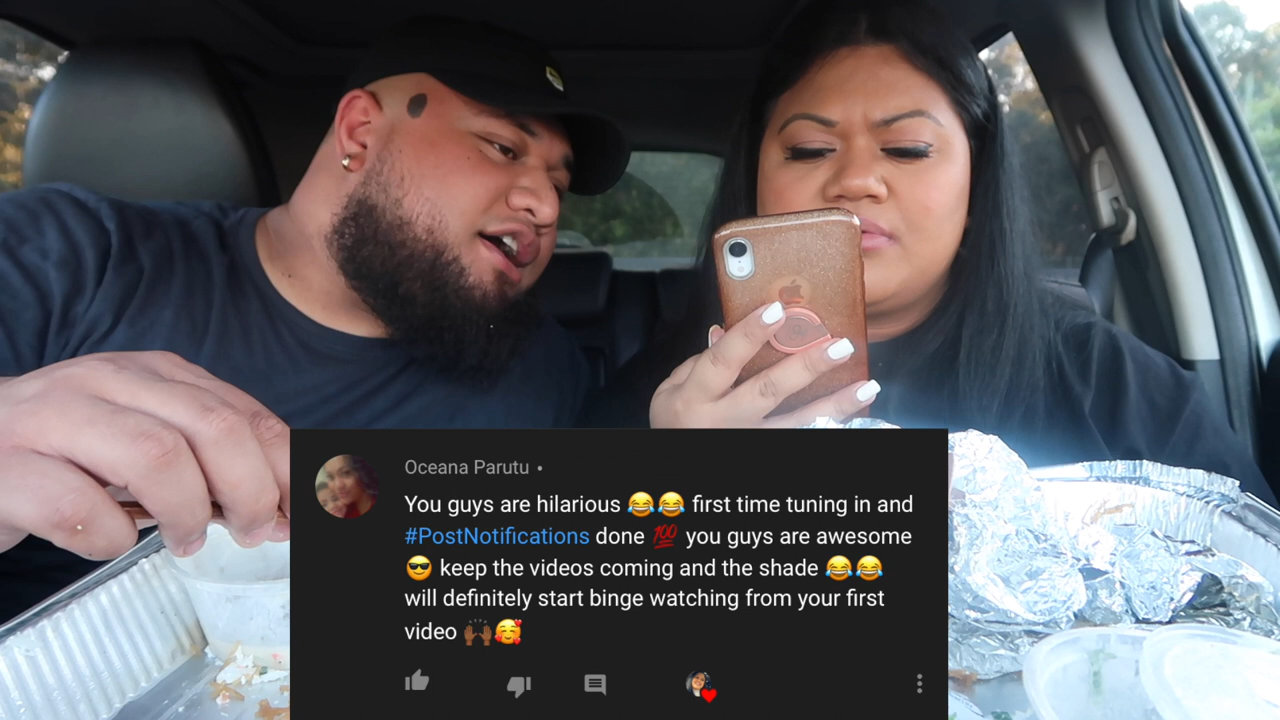 Oceana Parutu •
You guys are hilarious 😂😂 first time tuning in and
#PostNotifications done 💯 you guys are awesome
😎 keep the videos coming and the shade 😂😂
will definitely start binge watching from your first
video 🙌🏾🥰